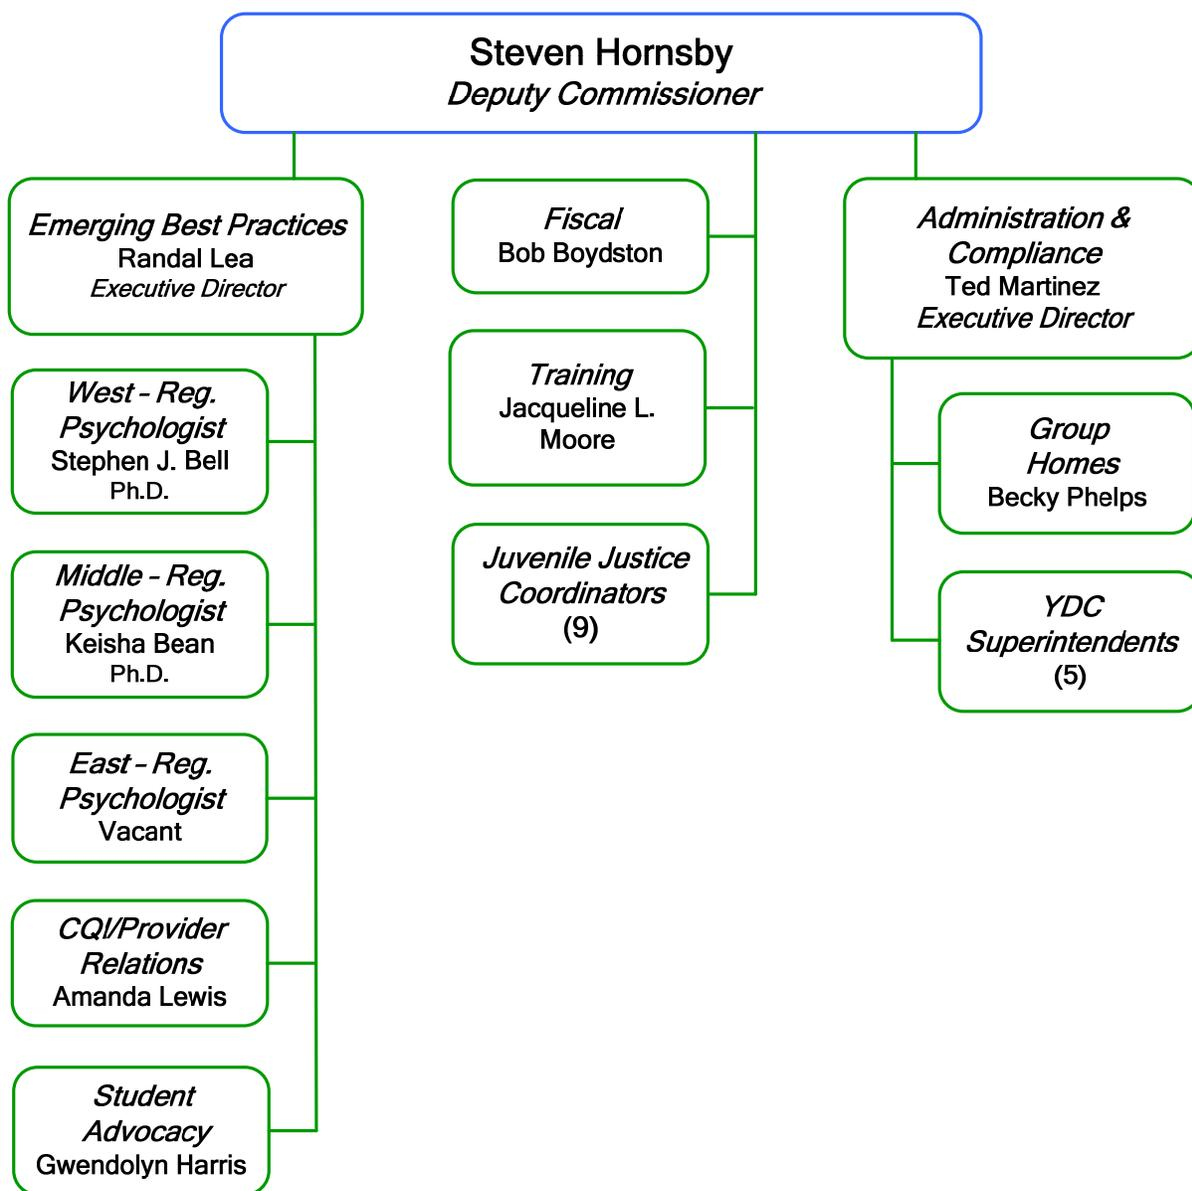 Steven Hornsby
Deputy Commissioner
Emerging Best Practices
Randal Lea
Executive Director
West - Reg.
Psychologist
Stephen J. Bell
Ph.D.
Middle - Reg.
Psychologist
Keisha Bean
Ph.D.
East - Reg.
Psychologist
Vacant
CQI/Provider
Relations
Amanda Lewis
Student
Advocacy
Gwendolyn Harris
Fiscal
Bob Boydston
Training
Jacqueline L.
Moore
Juvenile Justice
Coordinators
(9)
Administration &
Compliance
Ted Martinez
Executive Director
Group
Homes
Becky Phelps
YDC
Superintendents
(5)